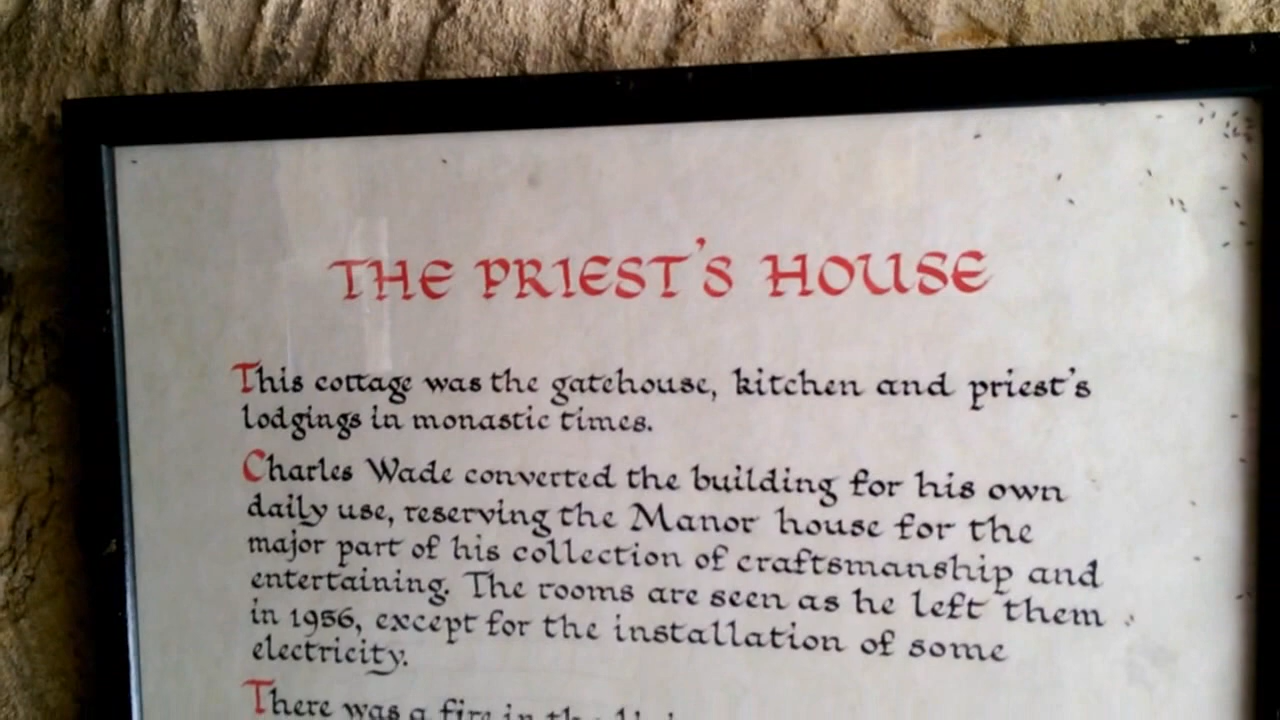 THE PRIEST'S HOUSE
This cottage was the gatehouse, kitchen and priest's
lodgings in monastic times.
Charles Wade converted the building for his own
daily use, reserving the Manor house for the
major part of his collection of craftsmanship and
entertaining. The rooms are seen as he left them
in 1956, except for the installation of some
electricity.
There was a fire in the